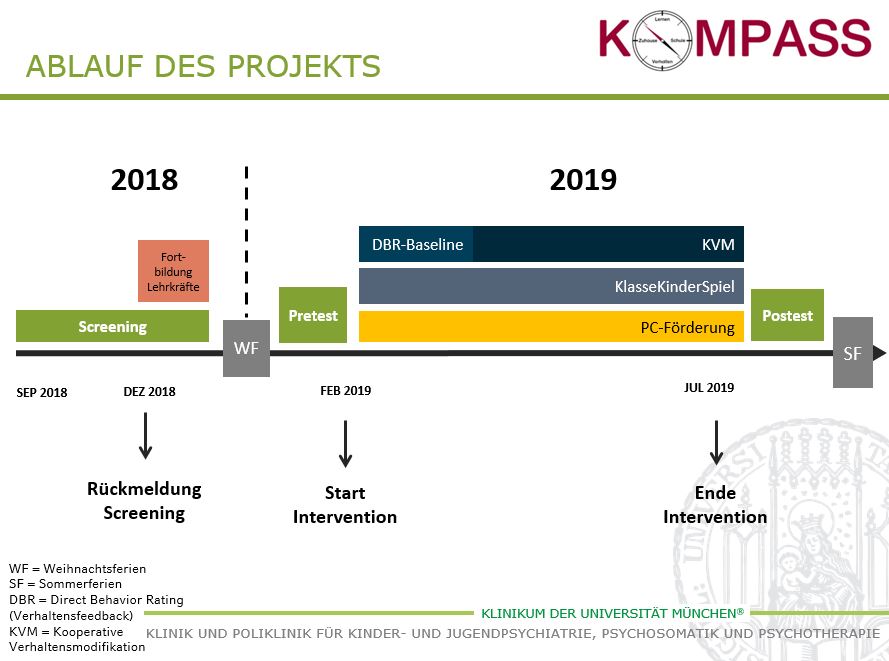 ABLAUF DES PROJEKTS
KOMPASS
Lernen
Zuhause
Schule
Verhalten
2018
2019
DBR-Baseline
KVM
Fort-
bildung
Lehrkräfte
KlasseKinderSpiel
Screening
Pretest
PC-Förderung
Postest
WF
SF
SEP 2018
DEZ 2018
FEB 2019
JUL 2019
Rückmeldung
Screening
Start
Intervention
Ende
Intervention
WF = Weihnachtsferien
SF = Sommerferien
DBR = Direct Behavior Rating
(Verhaltensfeedback)
KVM = Kooperative
Verhaltensmodifikation
KLINIKUM DER UNIVERSITÄT MÜNCHEN®
KLINIK UND POLIKLINIK FÜR KINDER- UND JUGENDPSYCHIATRIE, PSYCHOSOMATIK UND PSYCHOTHERAPIE